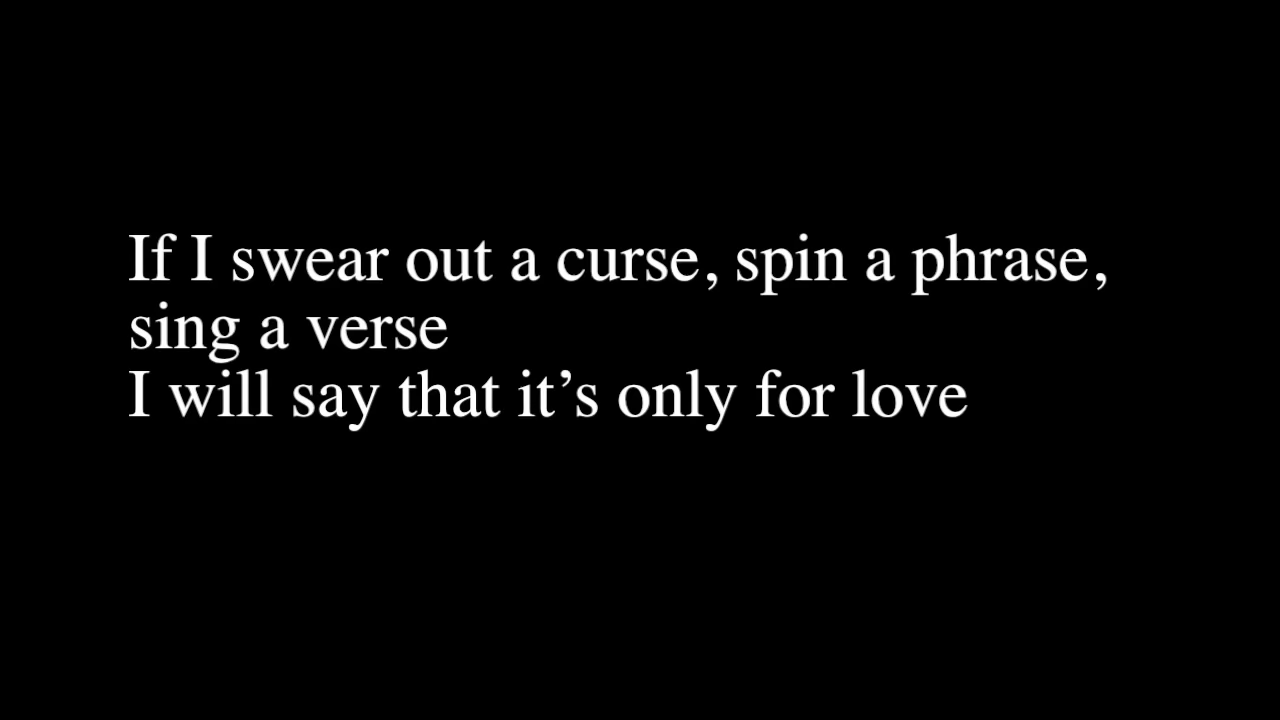 If I swear out a curse, spin a phrase,
sing a verse
I will say that it’s only for love